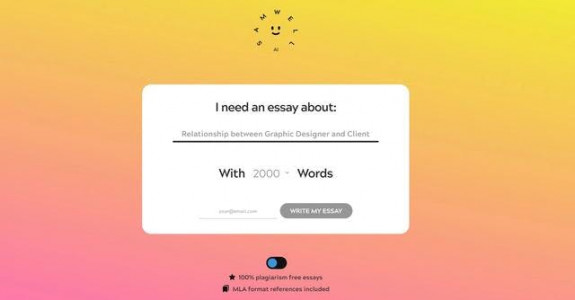 SAMWELL
AI
I need an essay about:
Relationship between Graphic Designer and Client
With 2000 Words
your@email.com WRITE MY ESSAY
100% plagiarism free essays
MLA format references included